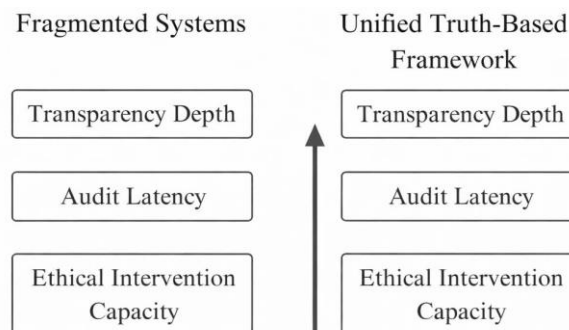 Fragmented Systems
Transparency Depth
Audit Latency
Ethical Intervention
Capacity
Unified Truth-Based
Framework
Transparency Depth
Audit Latency
Ethical Intervention
Capacity